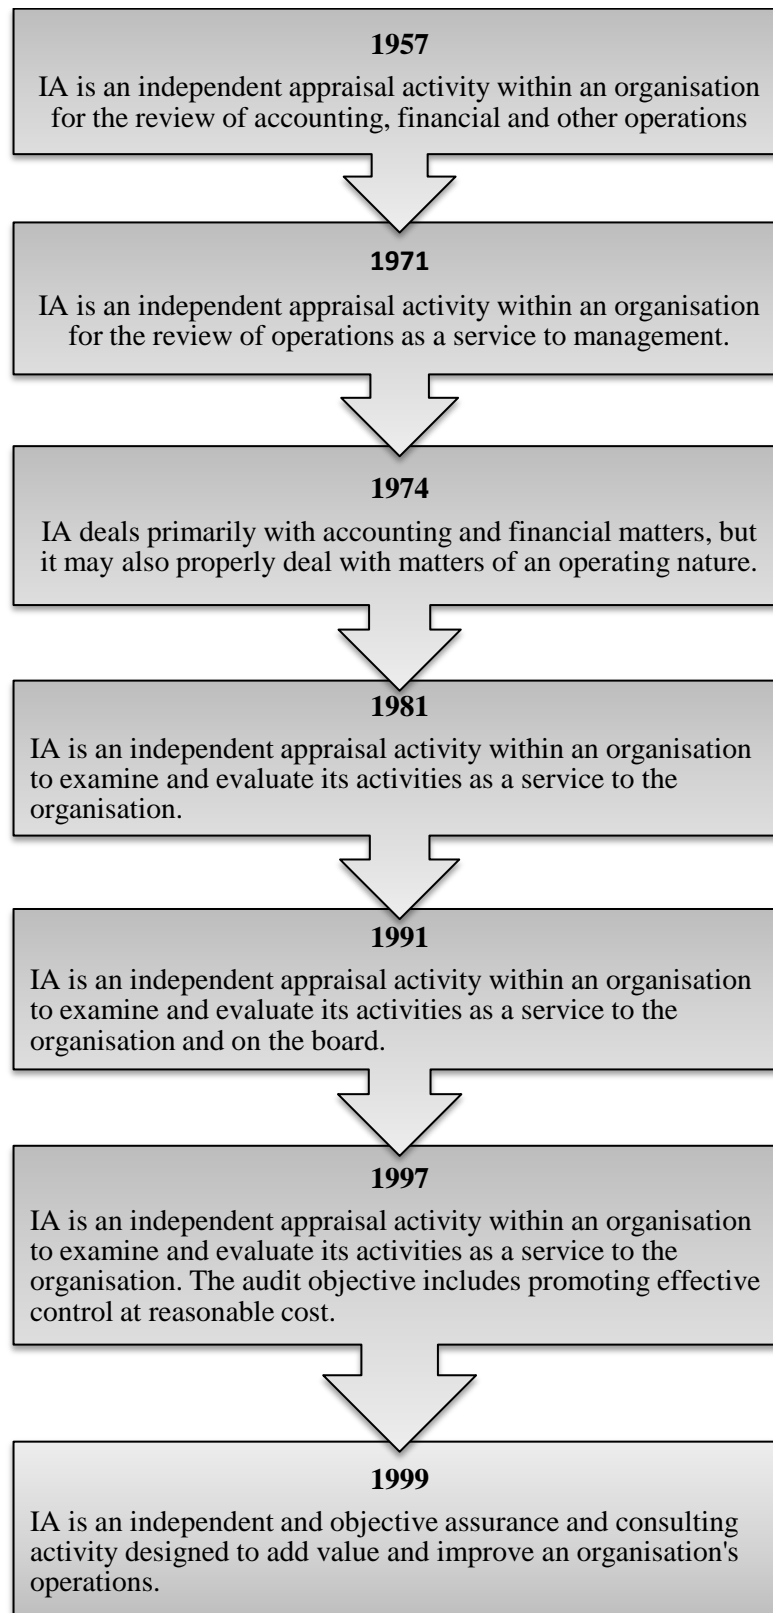 1957
IA is an independent appraisal activity within an organisation
for the review of accounting, financial and other operations
1971
IA is an independent appraisal activity within an organisation
for the review of operations as a service to management.
1974
IA deals primarily with accounting and financial matters, but
it may also properly deal with matters of an operating nature.
1981
IA is an independent appraisal activity within an organisation
to examine and evaluate its activities as a service to the
organisation.
1991
IA is an independent appraisal activity within an organisation
to examine and evaluate its activities as a service to the
organisation and on the board.
1997
IA is an independent appraisal activity within an organisation
to examine and evaluate its activities as a service to the
organisation. The audit objective includes promoting effective
control at reasonable cost.
1999
IA is an independent and objective assurance and consulting
activity designed to add value and improve an organisation's
operations.